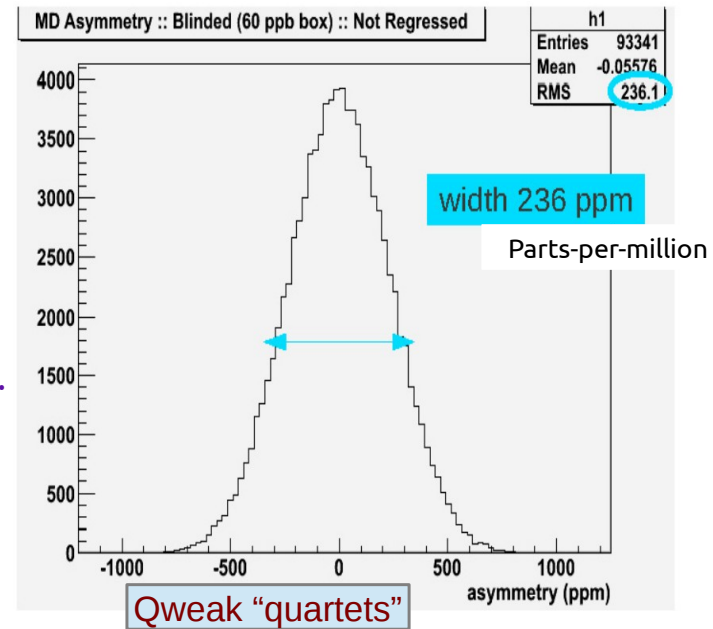 MD Asymmetry :: Blinded (60 ppb box) :: Not Regressed
h1
Entries 93341
Mean -0.05576
RMS 236.1
4000
3500
3000
2500
2000
1500
1000
500
0
width 236 ppm
Parts-per-million
-1000 -500 0 500 1000
asymmetry (ppm)
Qweak “quartets”